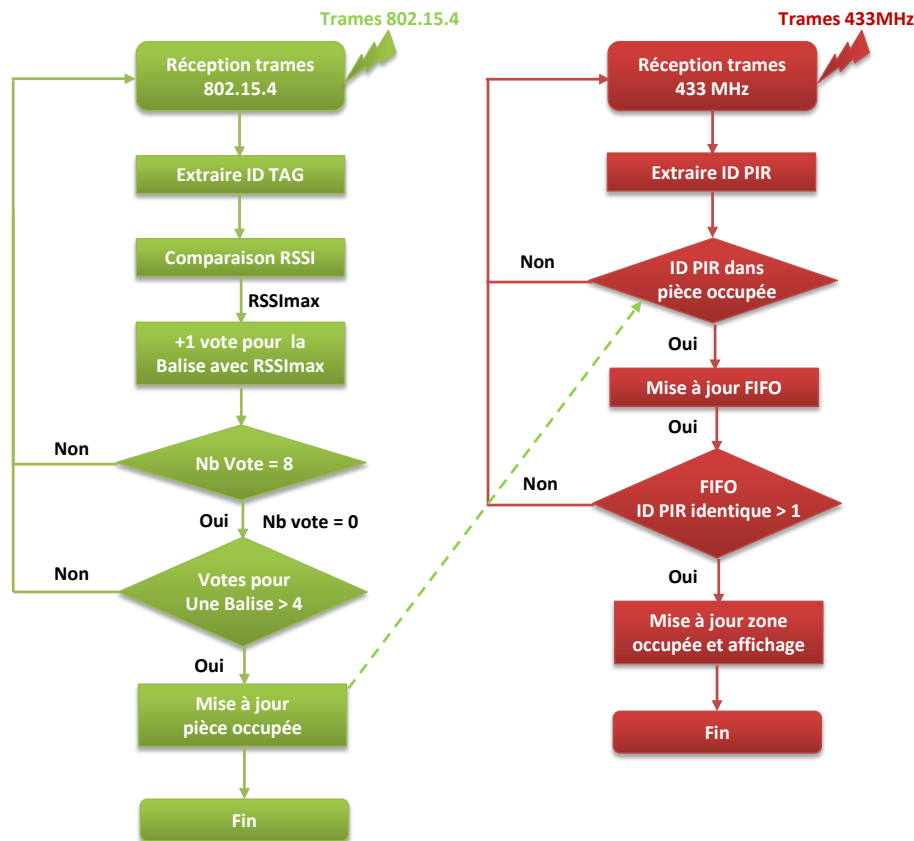 Trames 802.15.4
Réception trames
802.15.4
Extraire ID TAG
Comparaison RSSI
RSSImax
+1 vote pour la
Balise avec RSSImax
Non
Nb Vote = 8
Oui
Nb vote = 0
Non
Votes pour
Une Balise > 4
Oui
Mise à jour
pièce occupée
Fin
Trames 433MHz
Réception trames
433 MHz
Extraire ID PIR
Non
ID PIR dans
pièce occupée
Oui
Mise à jour FIFO
Oui
Non
FIFO
ID PIR identique > 1
Oui
Mise à jour zone
occupée et affichage
Fin